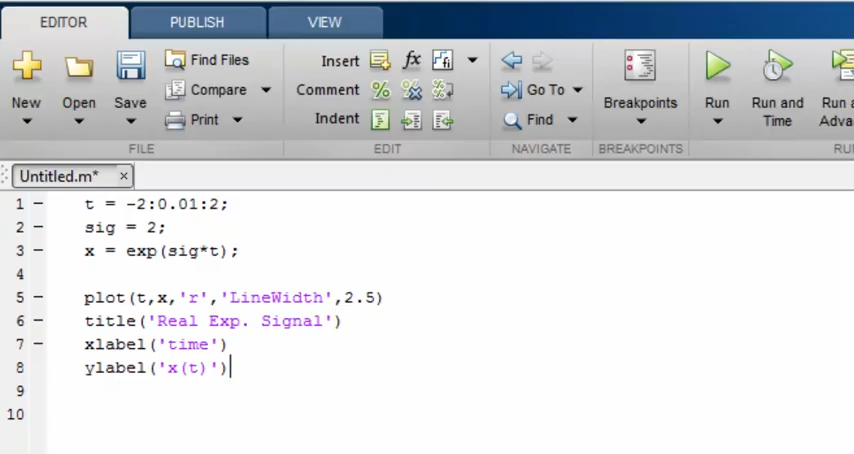 EDITOR PUBLISH VIEW
New Open Save Find Files Compare Print
Insert fx fi
Comment % % %
Indent
Go To
Find
Breakpoints
Run
Run and Time
Run a
Adva
FILE EDIT NAVIGATE BREAKPOINTS RU
Untitled.m* ×
1 – t = -2:0.01:2;
2 – sig = 2;
3 – x = exp(sig*t);
4
5 – plot(t,x,'r','LineWidth',2.5)
6 – title('Real Exp. Signal')
7 – xlabel('time')
8 ylabel('x(t)')
9
10